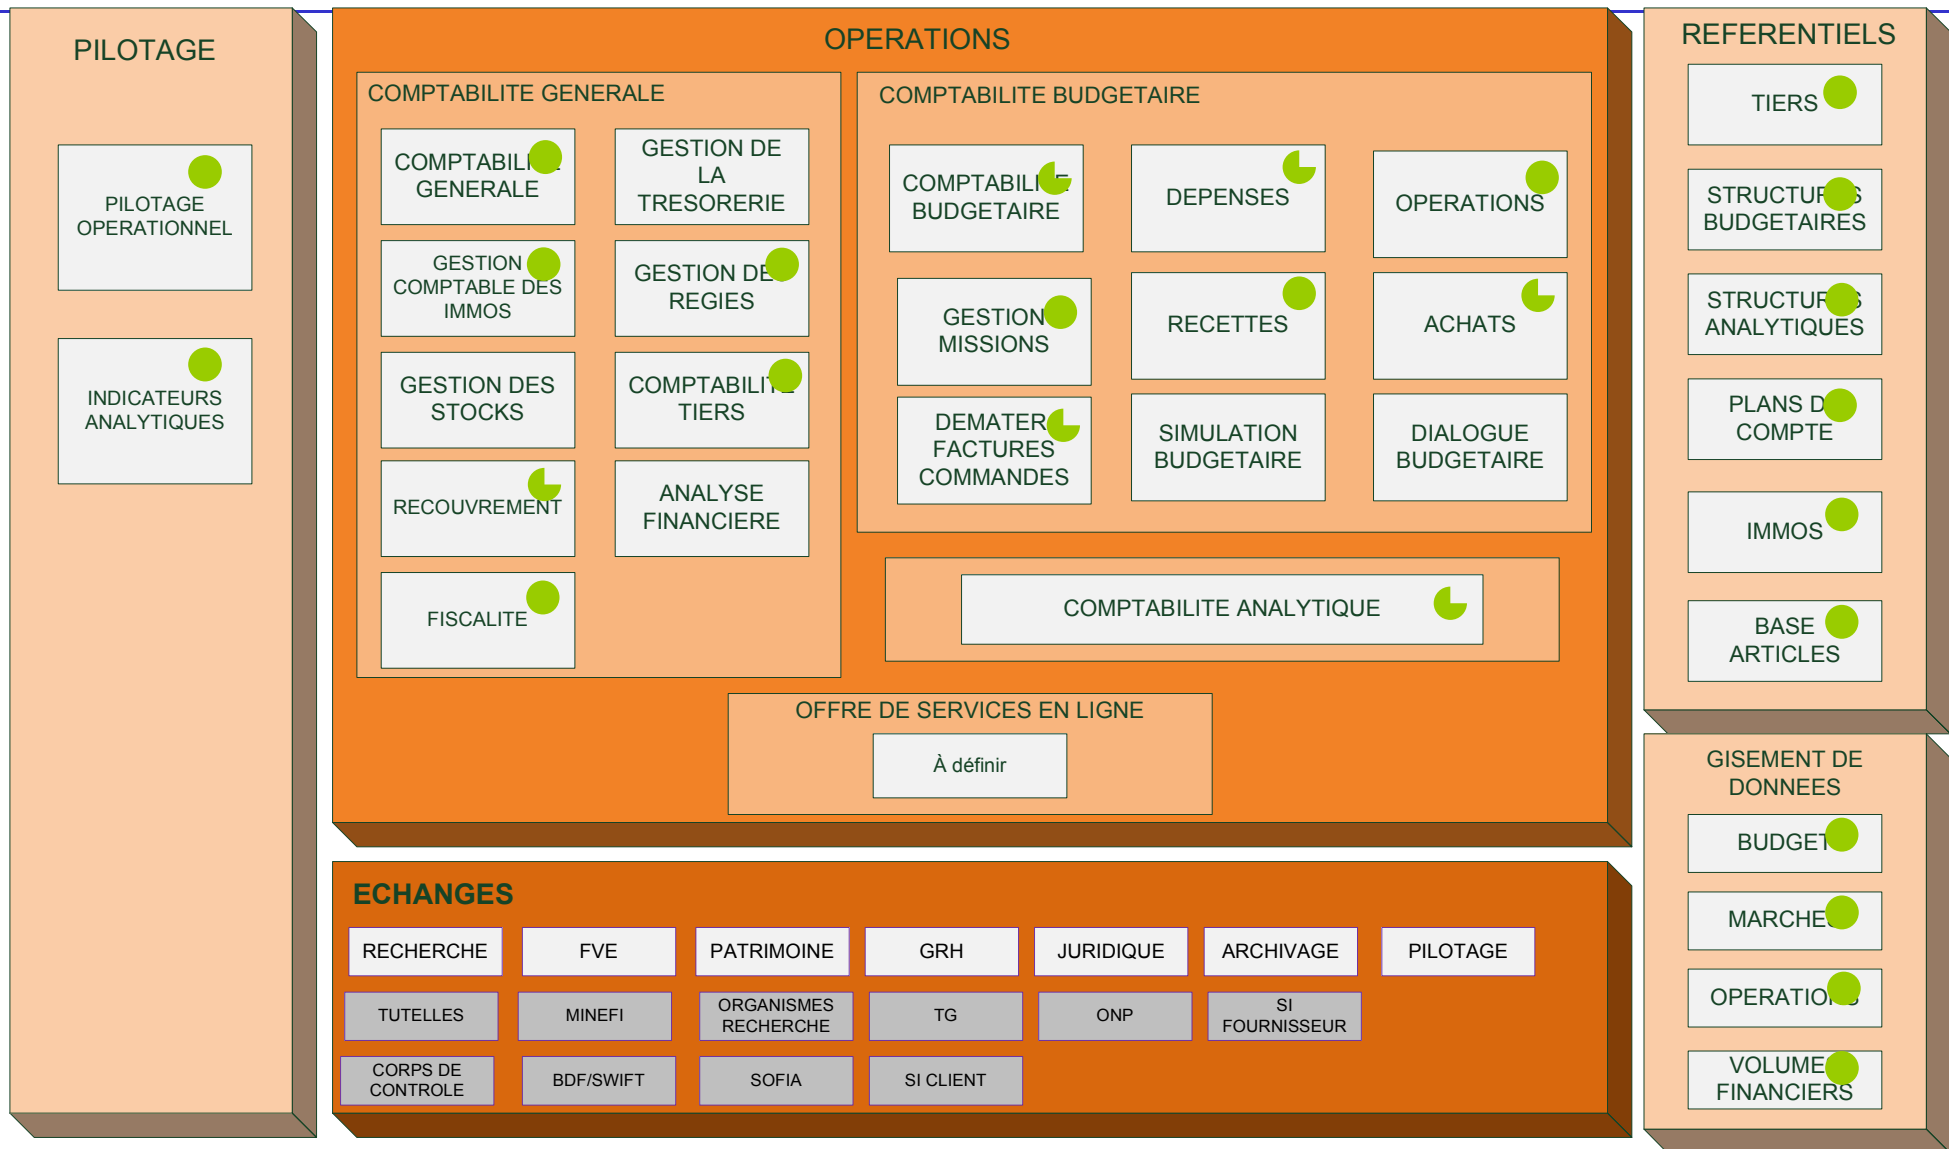 PILOTAGE
PILOTAGE
OPERATIONNEL
INDICATEURS
ANALYTIQUES
OPERATIONS
COMPTABILITE GENERALE
COMPTABILITE
GENERALE
GESTION DE
LA
TRESORERIE
GESTION
COMPTABLE DES
IMMOS
GESTION DES
REGIES
GESTION DES
STOCKS
COMPTABILITE
TIERS
RECOUVREMENT
ANALYSE
FINANCIERE
FISCALITE
COMPTABILITE BUDGETAIRE
COMPTABILITE
BUDGETAIRE
DEPENSES
OPERATIONS
GESTION
MISSIONS
RECETTES
ACHATS
DEMATER
FACTURES
COMMANDES
SIMULATION
BUDGETAIRE
DIALOGUE
BUDGETAIRE
COMPTABILITE ANALYTIQUE
OFFRE DE SERVICES EN LIGNE
À définir
ECHANGES
RECHERCHE
FVE
PATRIMOINE
GRH
JURIDIQUE
ARCHIVAGE
PILOTAGE
TUTELLES
MINEFI
ORGANISMES
RECHERCHE
TG
ONP
SI
FOURNISSEUR
CORPS DE
CONTROLE
BDF/SWIFT
SOFIA
SI CLIENT
REFERENTIELS
TIERS
STRUCTURES
BUDGETAIRES
STRUCTURES
ANALYTIQUES
PLANS DE
COMPTE
IMMOS
BASE
ARTICLES
GISEMENT DE
DONNEES
BUDGET
MARCHES
OPERATIONS
VOLUMES
FINANCIERS